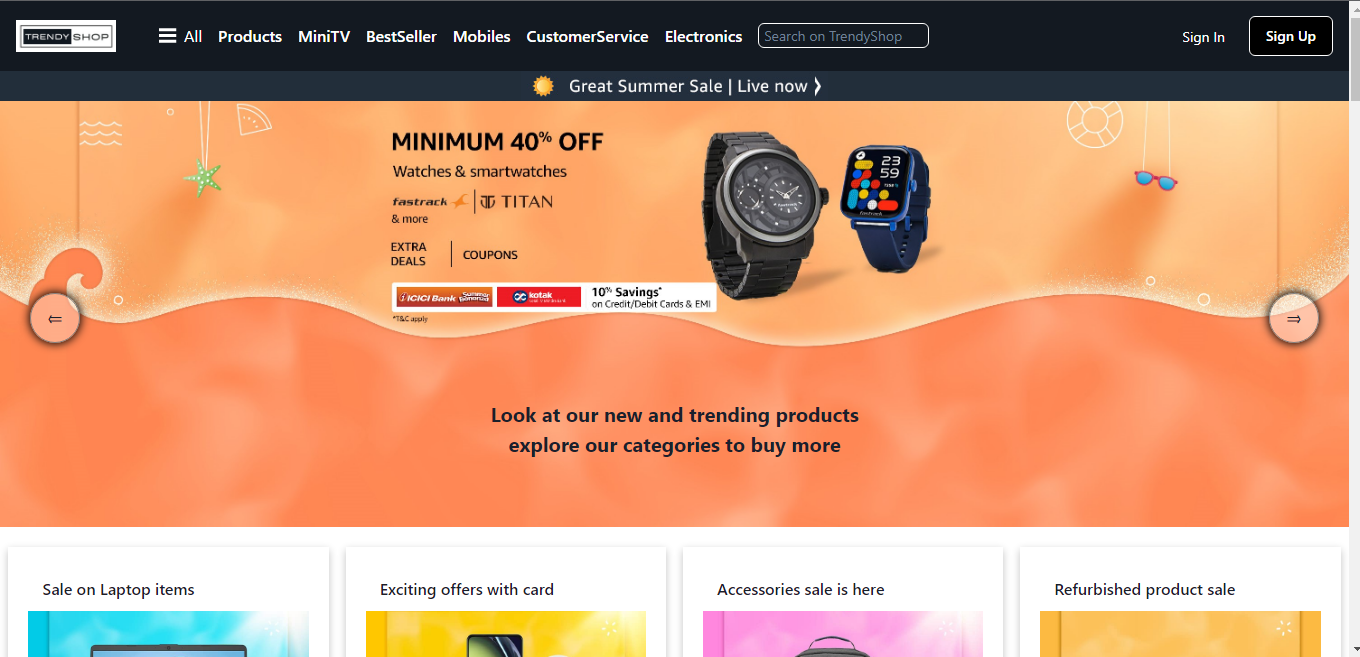 TRENDY SHOP
All Products MiniTV BestSeller Mobiles CustomerService Electronics Search on TrendyShop Sign In Sign Up
Great Summer Sale | Live now ❯
MINIMUM 40% OFF
Watches & smartwatches
fastrack | TITAN
& more
EXTRA
DEALS
COUPONS
ICICI Bank Summer Bonanza kotak
10% Savings*
on Credit/Debit Cards & EMI
*T&C apply
23
59
fastrack
⇐
⇒
Look at our new and trending products
explore our categories to buy more
Sale on Laptop items
Exciting offers with card
Accessories sale is here
Refurbished product sale